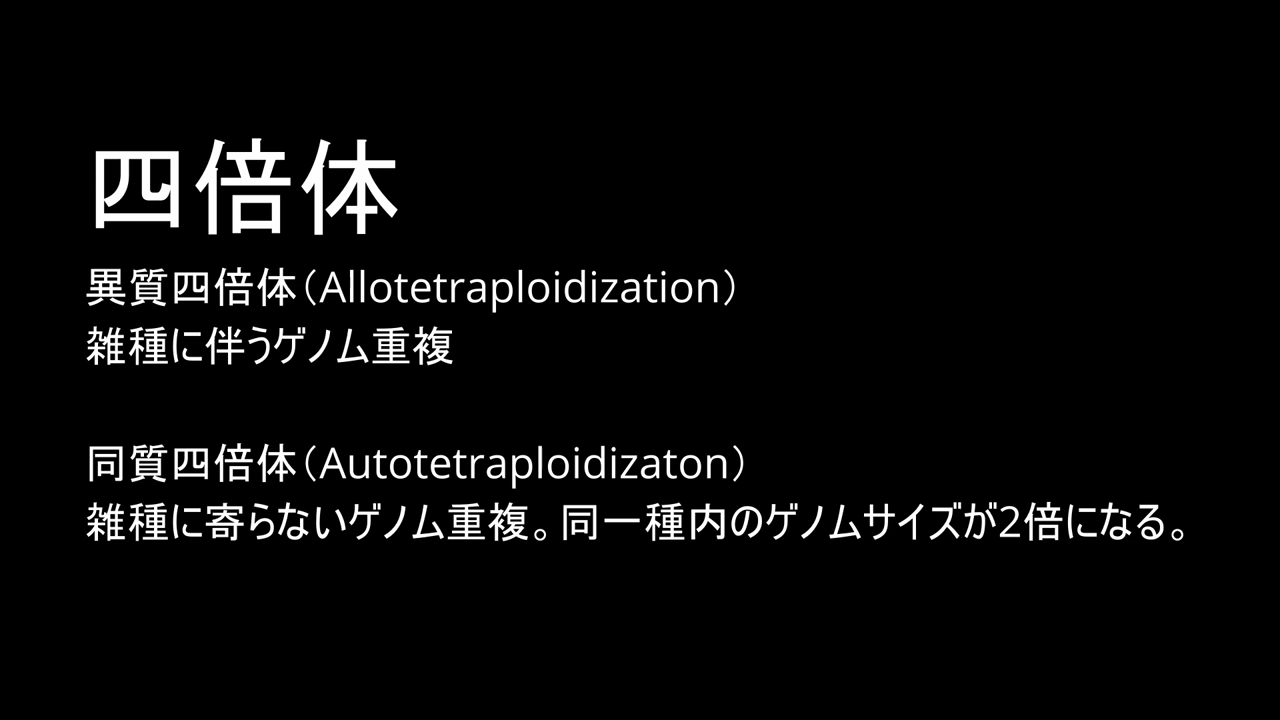 四倍体
異質四倍体（Allotetraploidization）
雑種に伴うゲノム重複
同質四倍体（Autotetraploidizaton）
雑種に寄らないゲノム重複。同一種内のゲノムサイズが2倍になる。